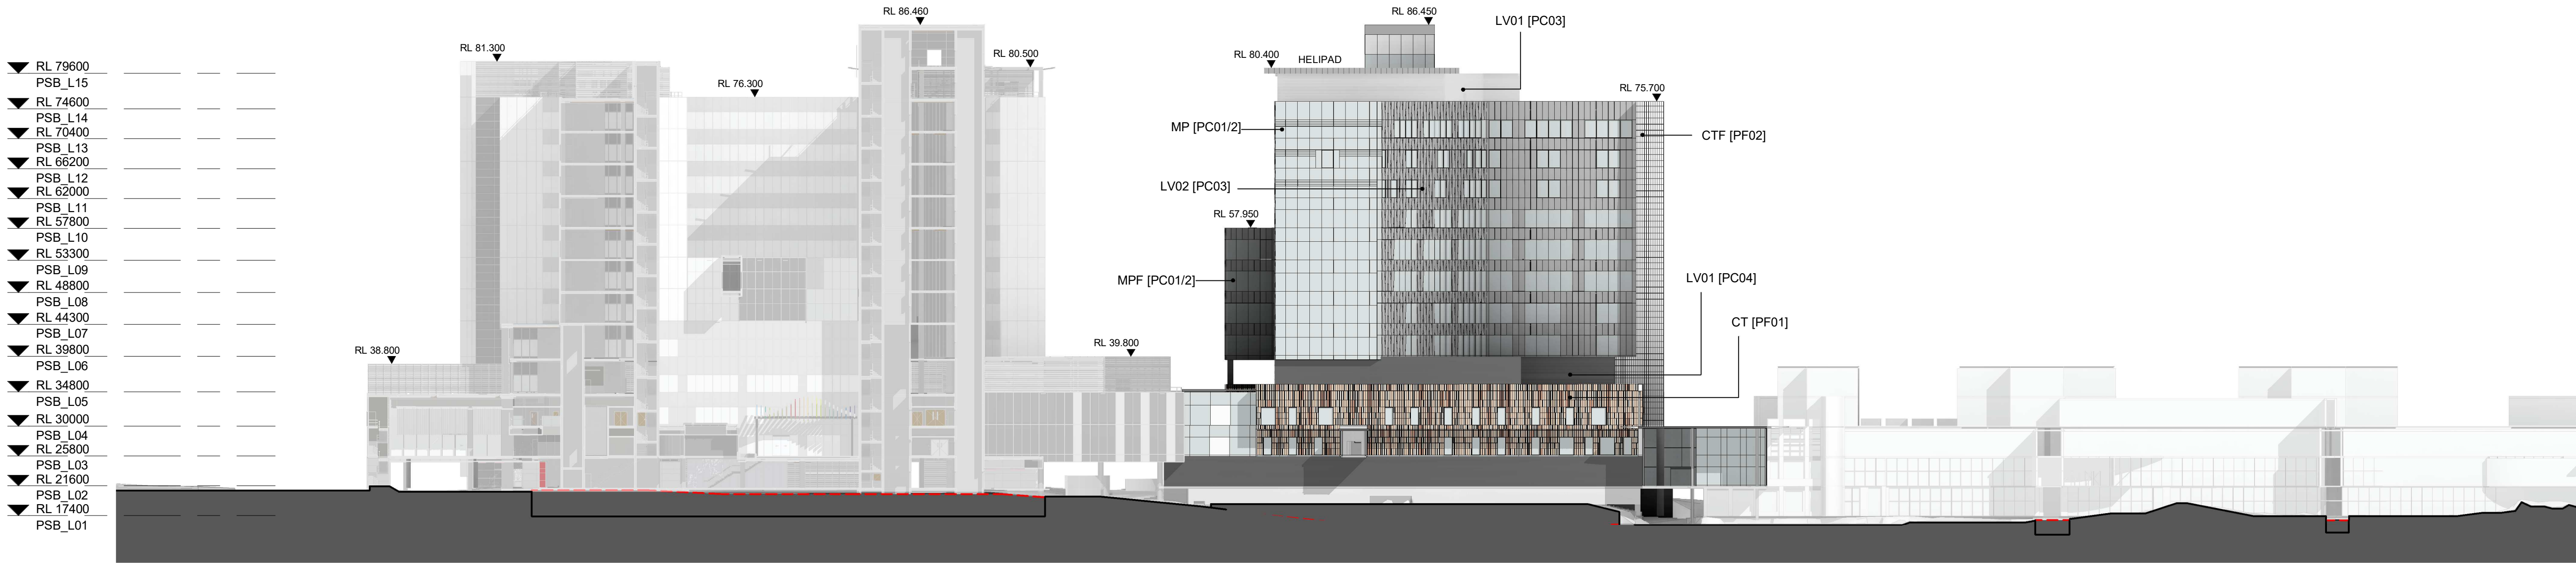 RL 79600
PSB_L15
RL 74600
PSB_L14
RL 70400
PSB_L13
RL 66200
PSB_L12
RL 62000
PSB_L11
RL 57800
PSB_L10
RL 53300
PSB_L09
RL 48800
PSB_L08
RL 44300
PSB_L07
RL 39800
PSB_L06
RL 34800
PSB_L05
RL 30000
PSB_L04
RL 25800
PSB_L03
RL 21600
PSB_L02
RL 17400
PSB_L01
RL 81.300
RL 76.300
RL 86.460
RL 80.500
RL 38.800
RL 39.800
RL 86.450
RL 80.400
HELIPAD
LV01 [PC03]
RL 75.700
MP [PC01/2]
CTF [PF02]
LV02 [PC03]
RL 57.950
MPF [PC01/2]
LV01 [PC04]
CT [PF01]